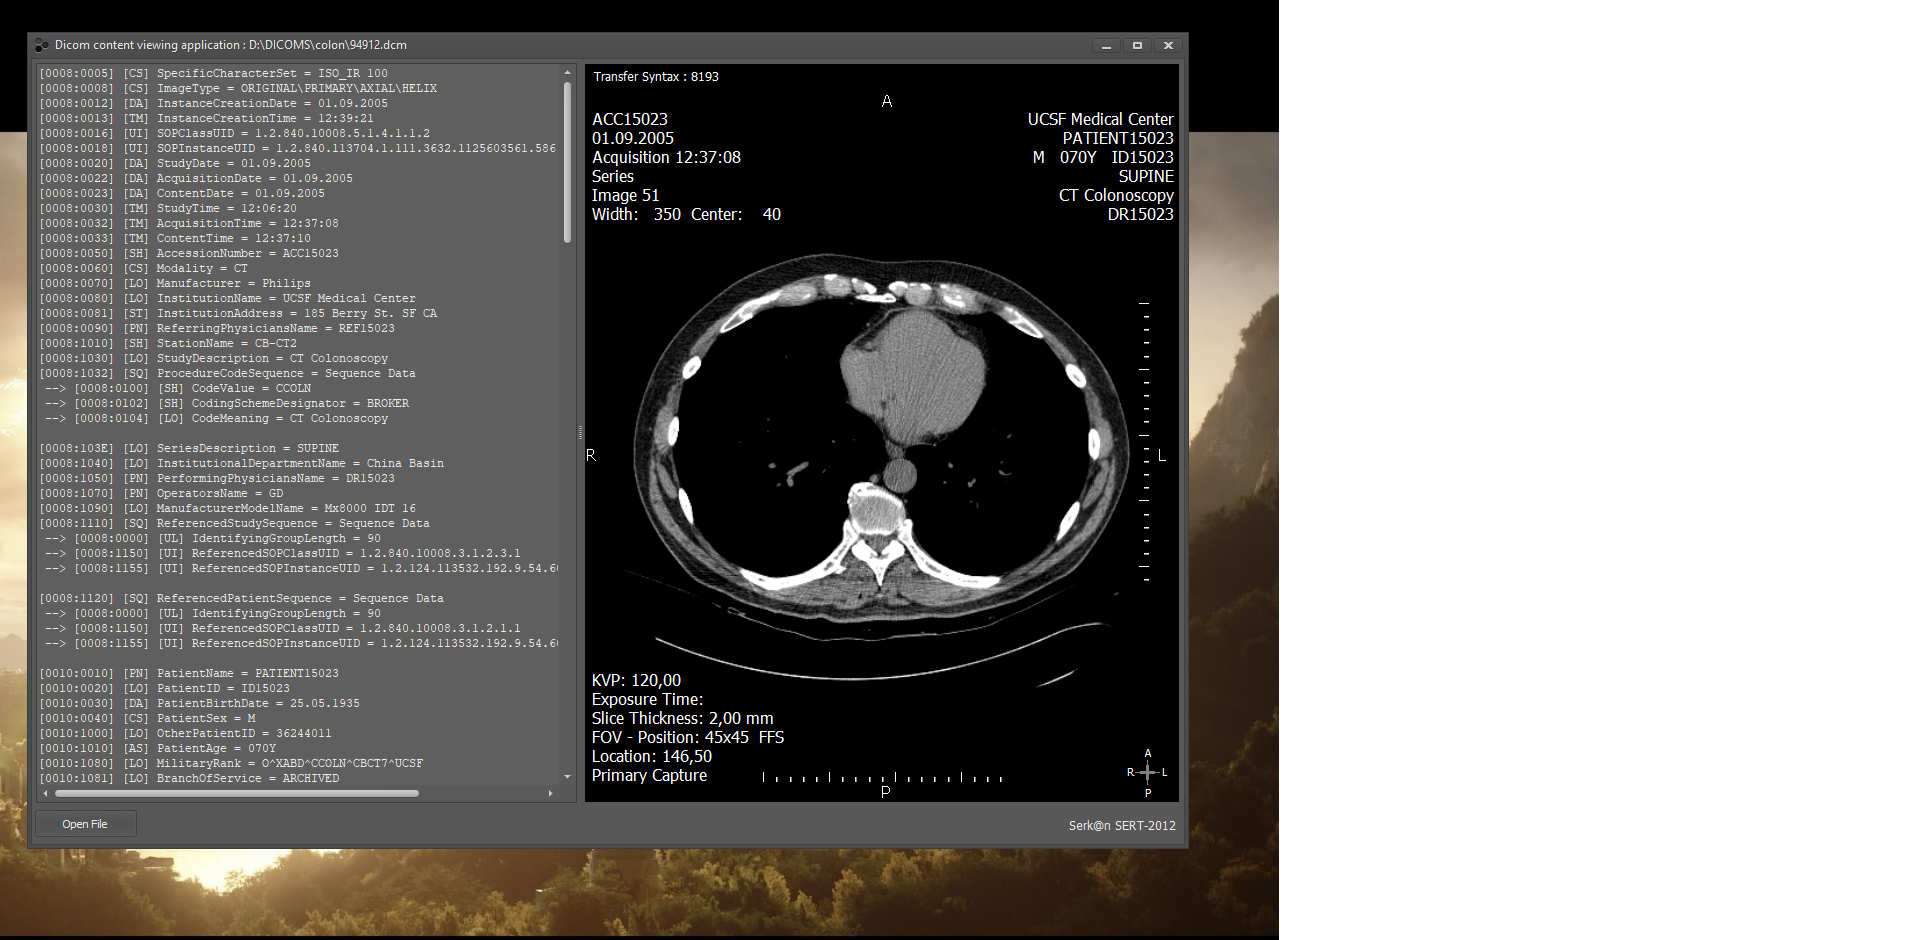 Dicom content viewing application : D:\DICOMS\colon\94912.dcm
[0008:0005] [CS] SpecificCharacterSet = ISO_IR 100
[0008:0008] [CS] ImageType = ORIGINAL\PRIMARY\AXIAL\HELIX
[0008:0012] [DA] InstanceCreationDate = 01.09.2005
[0008:0013] [TM] InstanceCreationTime = 12:39:21
[0008:0016] [UI] SOPClassUID = 1.2.840.10008.5.1.4.1.1.2
[0008:0018] [UI] SOPInstanceUID = 1.2.840.113704.1.111.3632.1125603561.586
[0008:0020] [DA] StudyDate = 01.09.2005
[0008:0022] [DA] AcquisitionDate = 01.09.2005
[0008:0023] [DA] ContentDate = 01.09.2005
[0008:0030] [TM] StudyTime = 12:06:20
[0008:0032] [TM] AcquisitionTime = 12:37:08
[0008:0033] [TM] ContentTime = 12:37:10
[0008:0050] [SH] AccessionNumber = ACC15023
[0008:0060] [CS] Modality = CT
[0008:0070] [LO] Manufacturer = Philips
[0008:0080] [LO] InstitutionName = UCSF Medical Center
[0008:0081] [ST] InstitutionAddress = 185 Berry St. SF CA
[0008:0090] [PN] ReferringPhysiciansName = REF15023
[0008:1010] [SH] StationName = CB-CT2
[0008:1030] [LO] StudyDescription = CT Colonoscopy
[0008:1032] [SQ] ProcedureCodeSequence = Sequence Data
--> [0008:0100] [SH] CodeValue = CCOLN
--> [0008:0102] [SH] CodingSchemeDesignator = BROKER
--> [0008:0104] [LO] CodeMeaning = CT Colonoscopy
[0008:103E] [LO] SeriesDescription = SUPINE
[0008:1040] [LO] InstitutionalDepartmentName = China Basin
[0008:1050] [PN] PerformingPhysiciansName = DR15023
[0008:1070] [PN] OperatorsName = GD
[0008:1090] [LO] ManufacturerModelName = Mx8000 IDT 16
[0008:1110] [SQ] ReferencedStudySequence = Sequence Data
--> [0008:0000] [UL] IdentifyingGroupLength = 90
--> [0008:1150] [UI] ReferencedSOPClassUID = 1.2.840.10008.3.1.2.3.1
--> [0008:1155] [UI] ReferencedSOPInstanceUID = 1.2.124.113532.192.9.54.6
[0008:1120] [SQ] ReferencedPatientSequence = Sequence Data
--> [0008:0000] [UL] IdentifyingGroupLength = 90
--> [0008:1150] [UI] ReferencedSOPClassUID = 1.2.840.10008.3.1.2.1.1
--> [0008:1155] [UI] ReferencedSOPInstanceUID = 1.2.124.113532.192.9.54.6
[0010:0010] [PN] PatientName = PATIENT15023
[0010:0020] [LO] PatientID = ID15023
[0010:0030] [DA] PatientBirthDate = 25.05.1935
[0010:0040] [CS] PatientSex = M
[0010:1000] [LO] OtherPatientID = 36244011
[0010:1010] [AS] PatientAge = 070Y
[0010:1080] [LO] MilitaryRank = O^XABD^CCOLN^CBCT7^UCSF
[0010:1081] [LO] BranchOfService = ARCHIVED
Open File
Transfer Syntax : 8193
A
ACC15023
01.09.2005
Acquisition 12:37:08
Series
Image 51
Width: 350 Center: 40
UCSF Medical Center
PATIENT15023
M 070Y ID15023
SUPINE
CT Colonoscopy
DR15023
R
L
KVP: 120,00
Exposure Time:
Slice Thickness: 2,00 mm
FOV - Position: 45x45 FFS
Location: 146,50
Primary Capture
P
A
R L
P
Serk@n SERT-2012